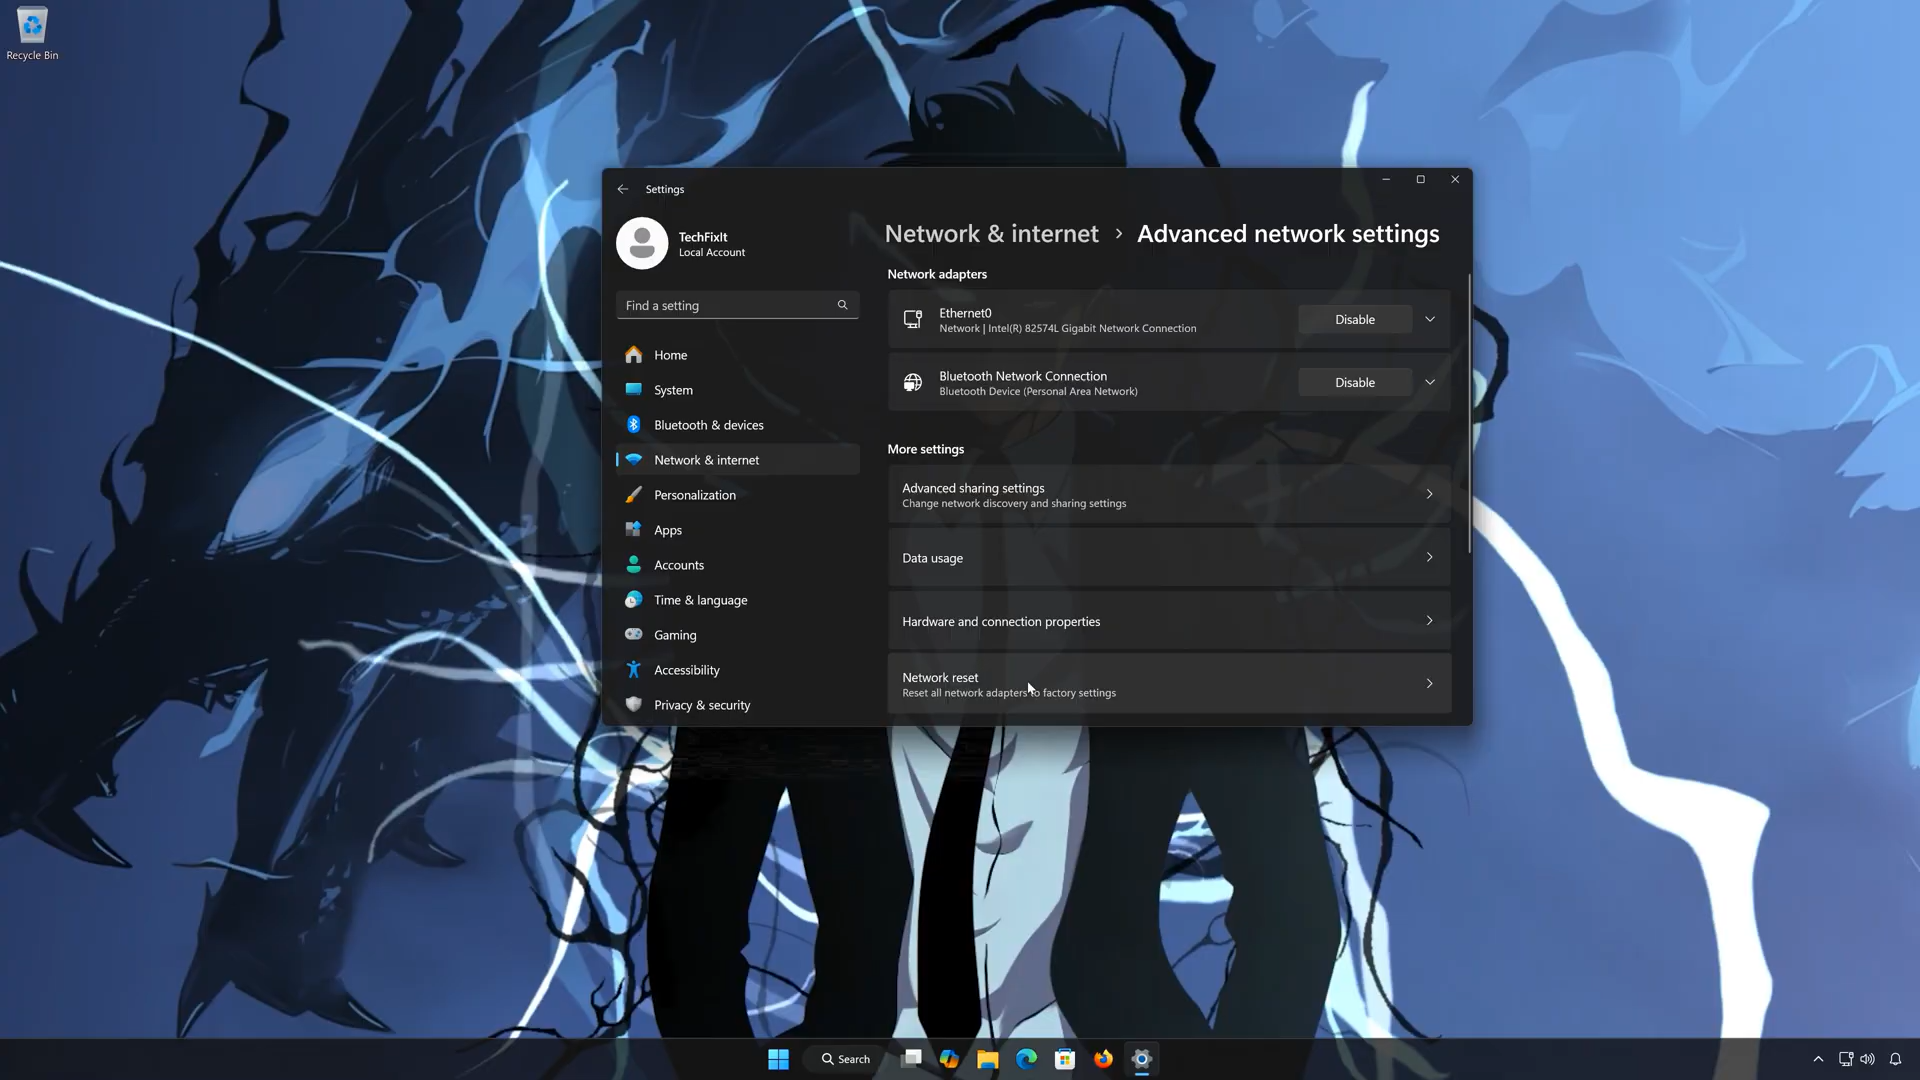 Recycle Bin
Settings
TechFixIt
Local Account
Find a setting
Home
System
Bluetooth & devices
Network & internet
Personalization
Apps
Accounts
Time & language
Gaming
Accessibility
Privacy & security
Network & internet › Advanced network settings
Network adapters
Ethernet0
Network | Intel(R) 82574L Gigabit Network Connection
Disable
Bluetooth Network Connection
Bluetooth Device (Personal Area Network)
Disable
More settings
Advanced sharing settings
Change network discovery and sharing settings
Data usage
Hardware and connection properties
Network reset
Reset all network adapters to factory settings
Search